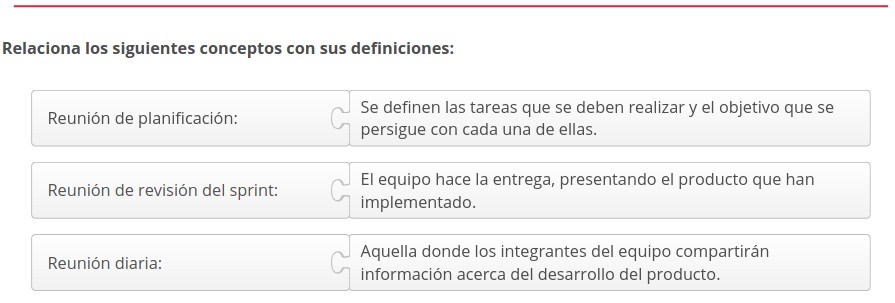 Relaciona los siguientes conceptos con sus definiciones:
Reunión de planificación:
Se definen las tareas que se deben realizar y el objetivo que se
persigue con cada una de ellas.
Reunión de revisión del sprint:
El equipo hace la entrega, presentando el producto que han
implementado.
Reunión diaria:
Aquella donde los integrantes del equipo compartirán
información acerca del desarrollo del producto.